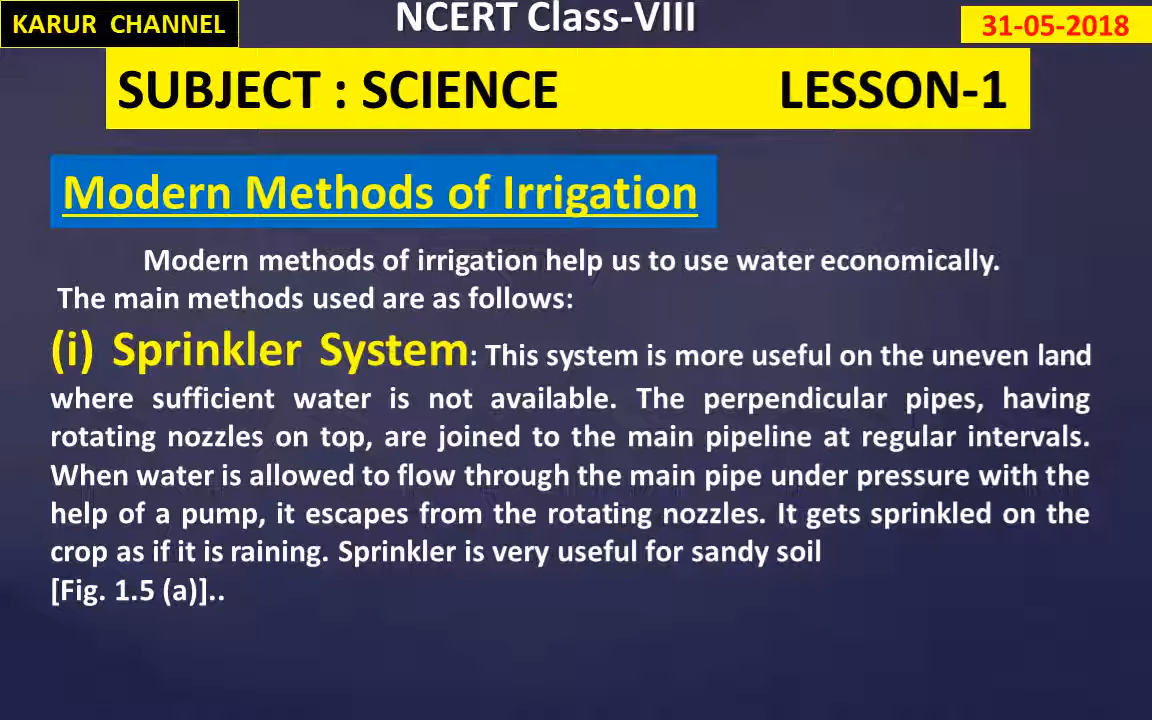 KARUR CHANNEL
NCERT Class-VIII
31-05-2018
SUBJECT : SCIENCE LESSON-1
Modern Methods of Irrigation
Modern methods of irrigation help us to use water economically.
The main methods used are as follows:
(i) Sprinkler System: This system is more useful on the uneven land
where sufficient water is not available. The perpendicular pipes, having
rotating nozzles on top, are joined to the main pipeline at regular intervals.
When water is allowed to flow through the main pipe under pressure with the
help of a pump, it escapes from the rotating nozzles. It gets sprinkled on the
crop as if it is raining. Sprinkler is very useful for sandy soil
[Fig. 1.5 (a)]..